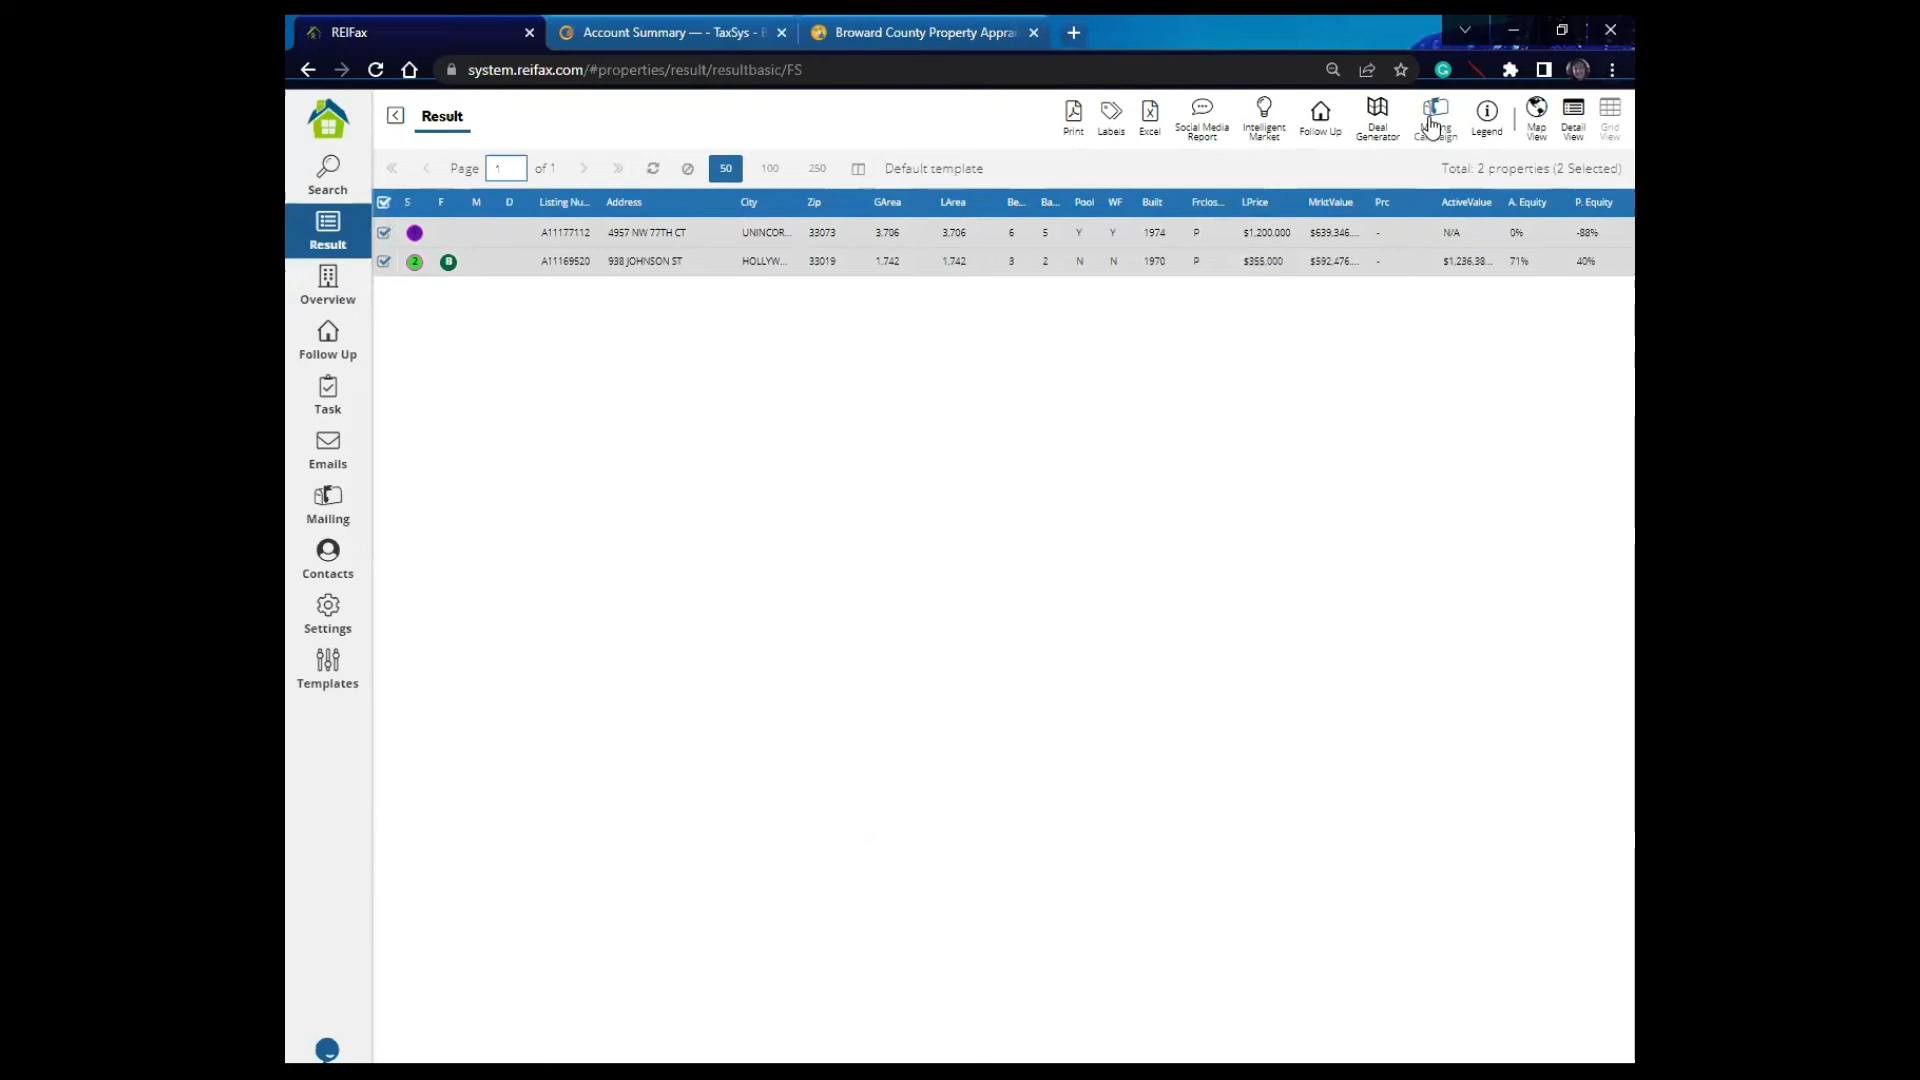 REIFax
Account Summary — - TaxSys - B
Broward County Property Apprai
system.reifax.com/#properties/result/resultbasic/FS
Result
Print
Labels
Excel
Social Media Report
Intelligent Market
Follow Up
Deal Generator
Legend
Map View
Detail View
Grid View
Page 1 of 1
50 100 250
Default template
Total: 2 properties (2 Selected)
S F M D Listing Nu... Address City Zip GArea LArea Be... Ba... Pool WF Built Frclos... LPrice MrktValue Prc ActiveValue A. Equity P. Equity
A11177112 4957 NW 77TH CT UNINCOR... 33073 3.706 3.706 6 5 Y Y 1974 P $1,200,000 $639,346.... - N/A 0% -88%
2 B A11169520 938 JOHNSON ST HOLLYW... 33019 1.742 1.742 3 2 N N 1970 P $355,000 $592,476.... - $1,236,38... 71% 40%
Search
Result
Overview
Follow Up
Task
Emails
Mailing
Contacts
Settings
Templates